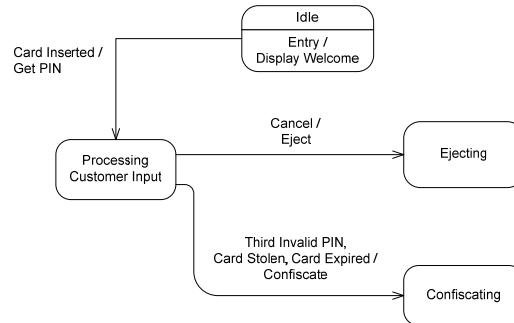 Idle
Entry /
Display Welcome
Card Inserted /
Get PIN
Processing
Customer Input
Cancel /
Eject
Ejecting
Third Invalid PIN,
Card Stolen, Card Expired /
Confiscate
Confiscating